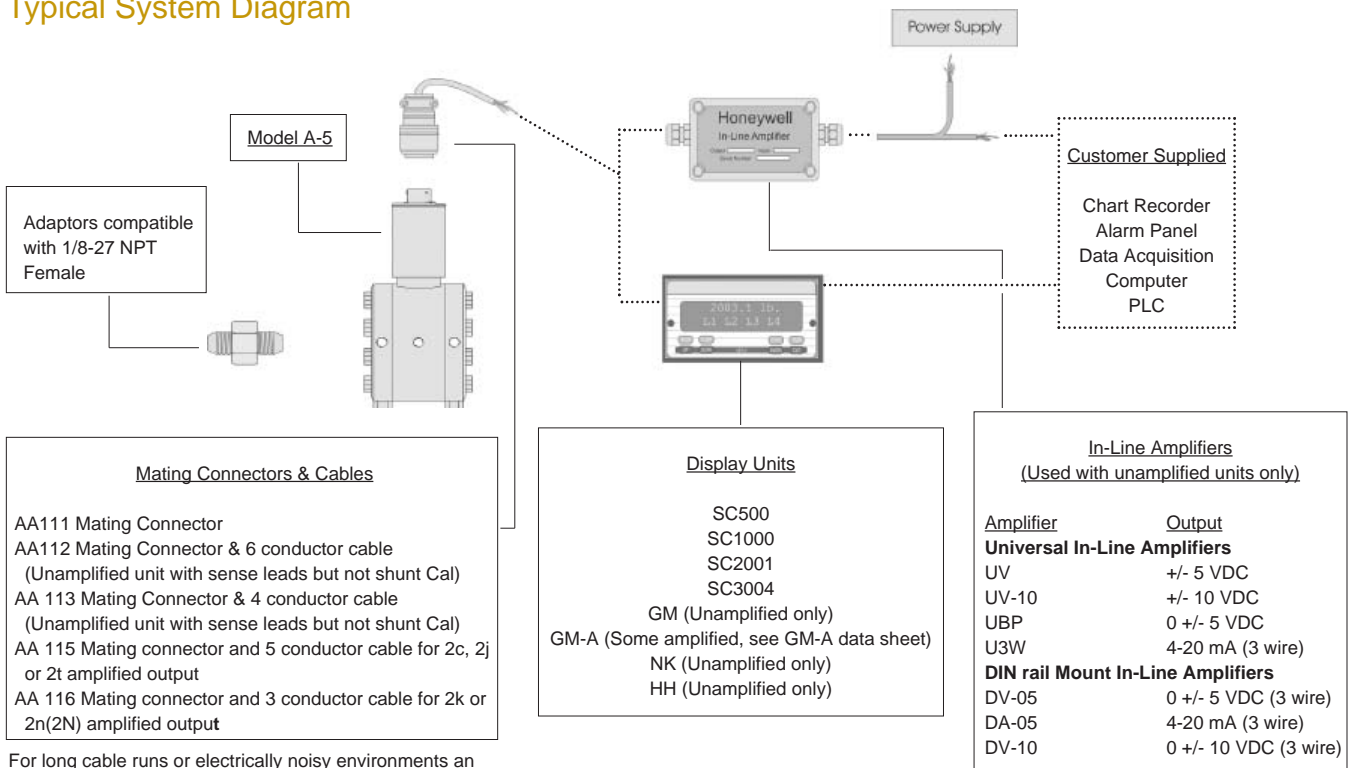 Typical System Diagram
Power Supply
Honeywell
In-Line Amplifier
Model A-5
Customer Supplied
Chart Recorder
Alarm Panel
Data Acquisition
Computer
PLC
Adaptors compatible
with 1/8-27 NPT
Female
2003.1 lb.
L1 L2 L3 L4
Mating Connectors & Cables
AA111 Mating Connector
AA112 Mating Connector & 6 conductor cable
(Unamplified unit with sense leads but not shunt Cal)
AA 113 Mating Connector & 4 conductor cable
(Unamplified unit with sense leads but not shunt Cal)
AA 115 Mating connector and 5 conductor cable for 2c, 2j
or 2t amplified output
AA 116 Mating connector and 3 conductor cable for 2k or
2n(2N) amplified output
For long cable runs or electrically noisy environments an
Display Units
SC500
SC1000
SC2001
SC3004
GM (Unamplified only)
GM-A (Some amplified, see GM-A data sheet)
NK (Unamplified only)
HH (Unamplified only)
In-Line Amplifiers
(Used with unamplified units only)
Amplifier Output
Universal In-Line Amplifiers
UV +/- 5 VDC
UV-10 +/- 10 VDC
UBP 0 +/- 5 VDC
U3W 4-20 mA (3 wire)
DIN rail Mount In-Line Amplifiers
DV-05 0 +/- 5 VDC (3 wire)
DA-05 4-20 mA (3 wire)
DV-10 0 +/- 10 VDC (3 wire)